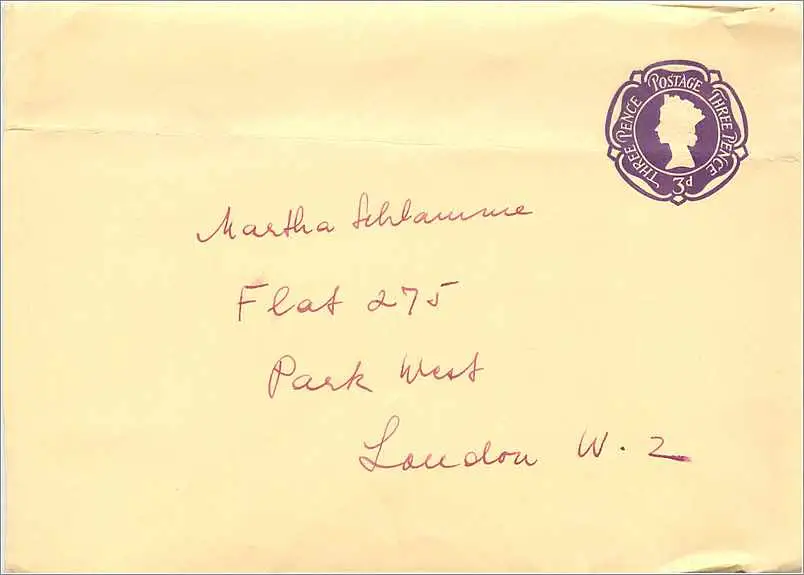 THREE PENCE POSTAGE THREE PENCE
3d
Martha Schlamme
Flat 275
Park West
London W. 2